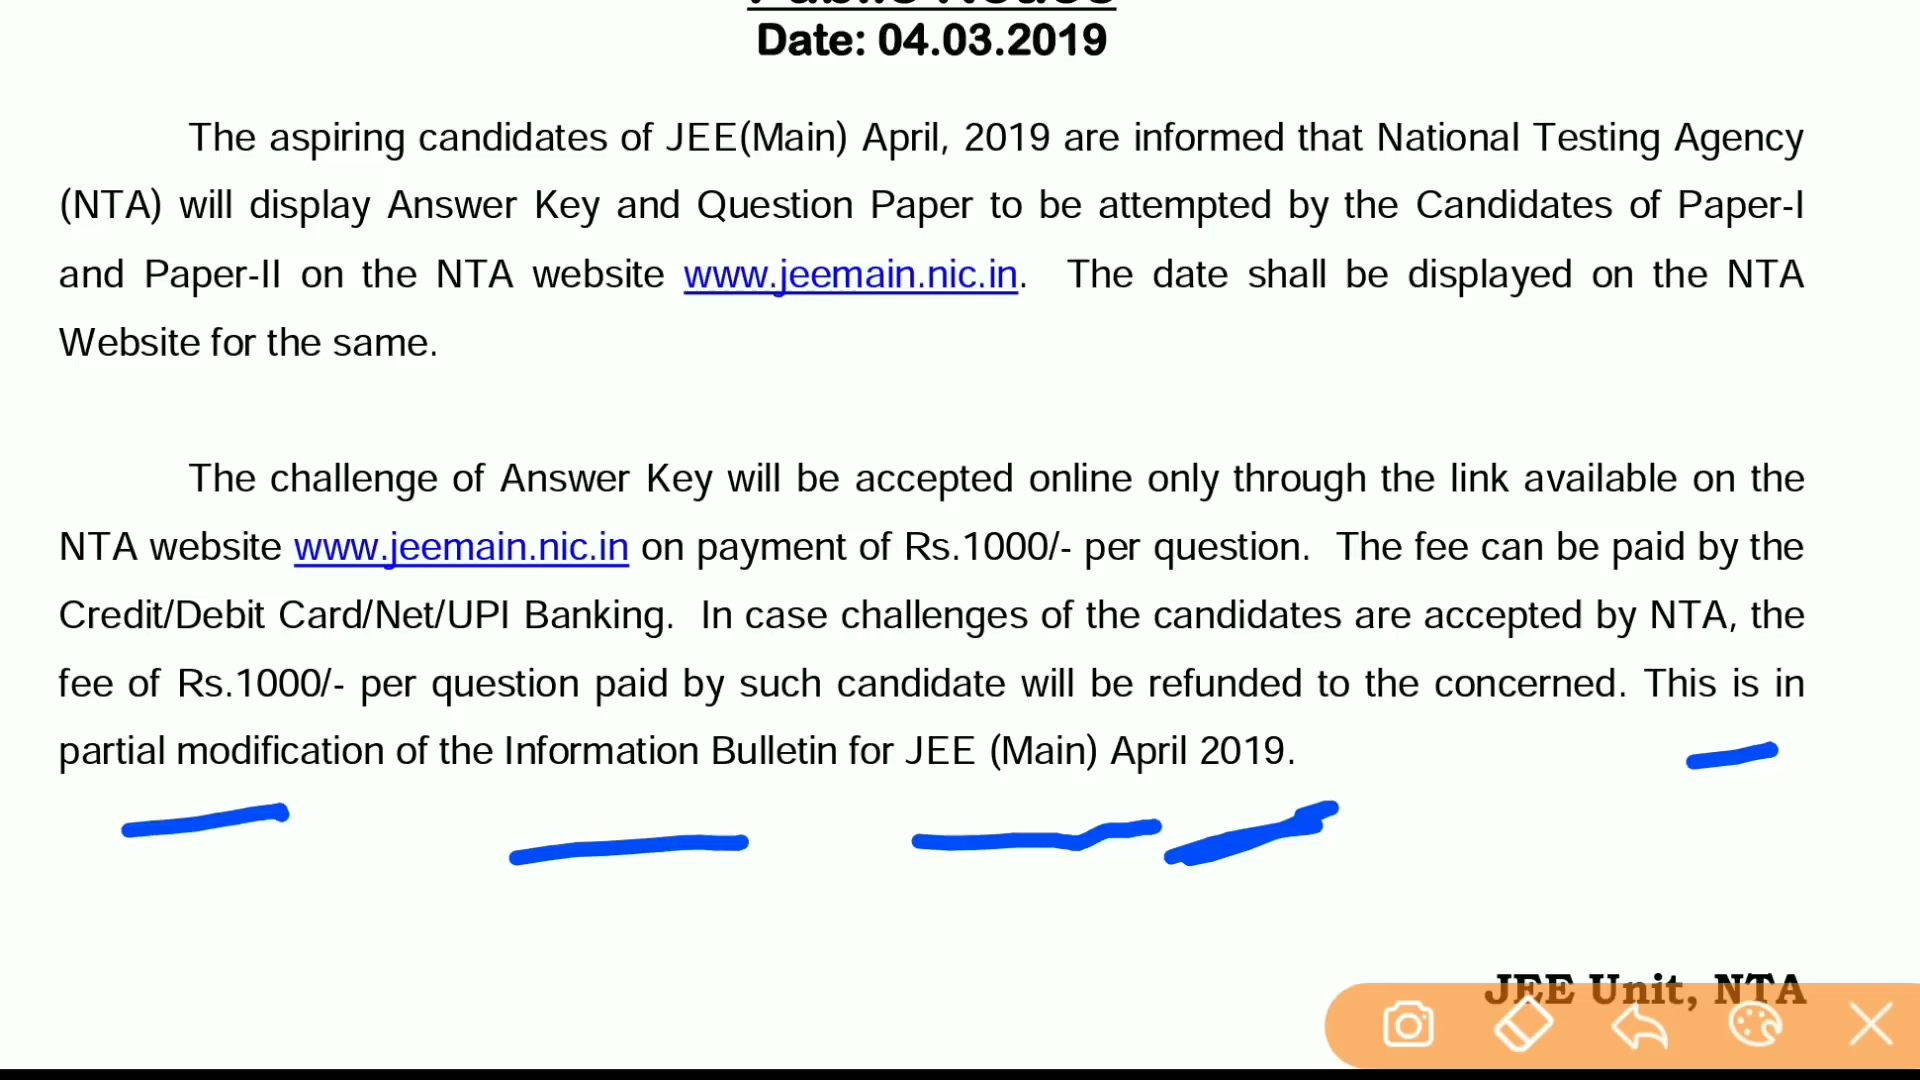 Public Notice
Date: 04.03.2019
The aspiring candidates of JEE(Main) April, 2019 are informed that National Testing Agency
(NTA) will display Answer Key and Question Paper to be attempted by the Candidates of Paper-I
and Paper-II on the NTA website www.jeemain.nic.in. The date shall be displayed on the NTA
Website for the same.
The challenge of Answer Key will be accepted online only through the link available on the
NTA website www.jeemain.nic.in on payment of Rs.1000/- per question. The fee can be paid by the
Credit/Debit Card/Net/UPI Banking. In case challenges of the candidates are accepted by NTA, the
fee of Rs.1000/- per question paid by such candidate will be refunded to the concerned. This is in
partial modification of the Information Bulletin for JEE (Main) April 2019.
JEE Unit, NTA